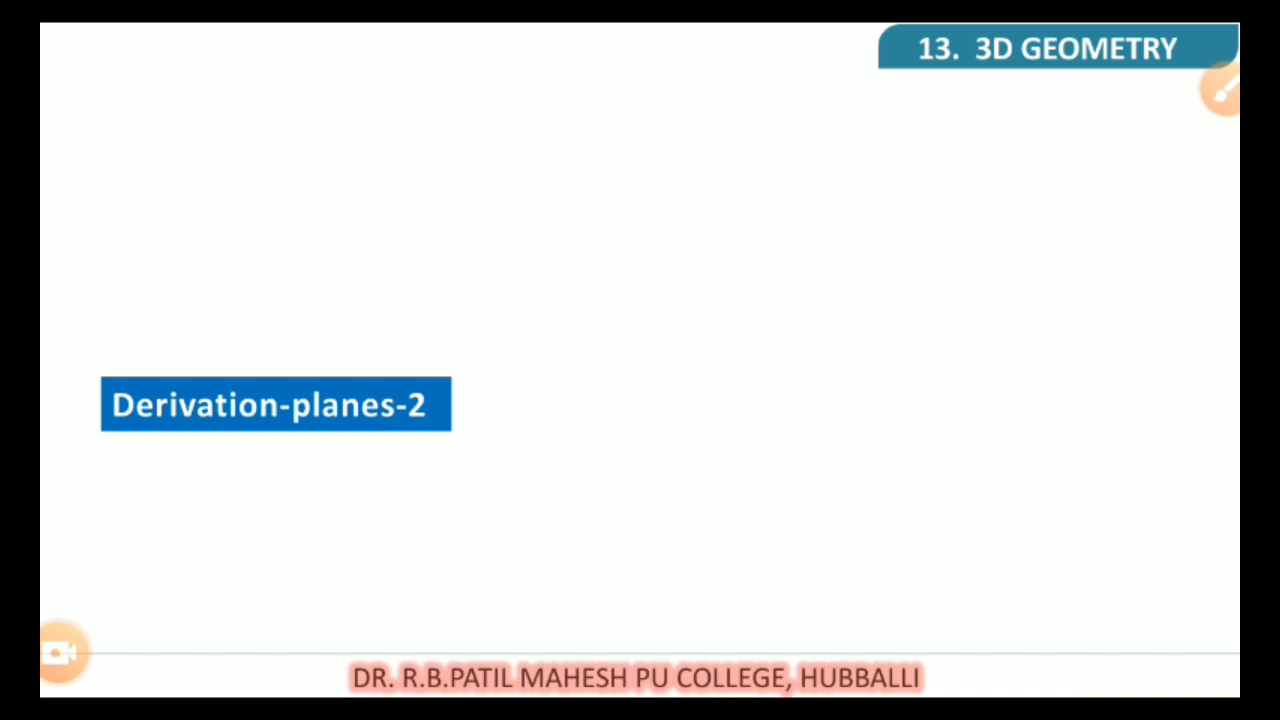 13. 3D GEOMETRY
Derivation-planes-2
DR. R.B.PATIL MAHESH PU COLLEGE, HUBBALLI